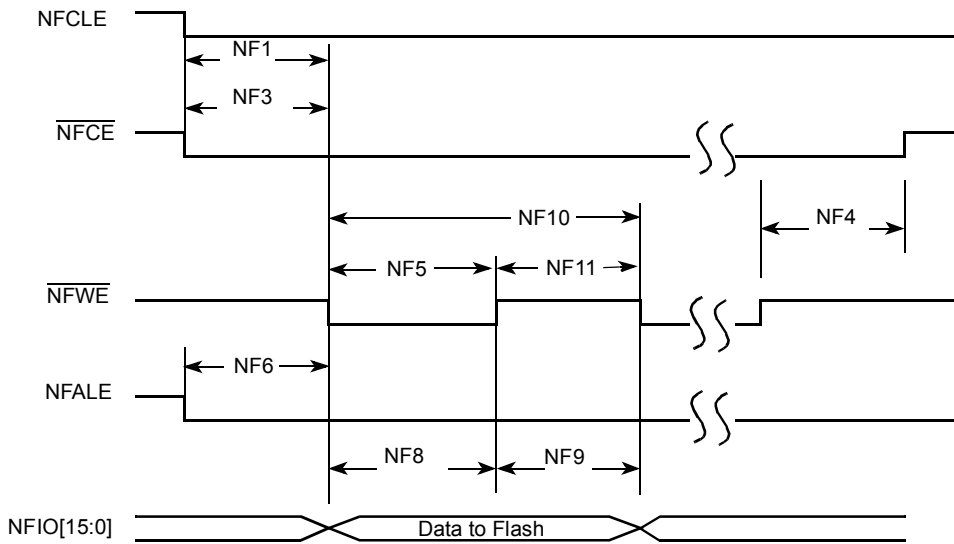 NFCLE
NF1
NF3
NFCE
NF10
NF4
NF5
NF11
NFWE
NF6
NFALE
NF8
NF9
NFIO[15:0]
Data to Flash